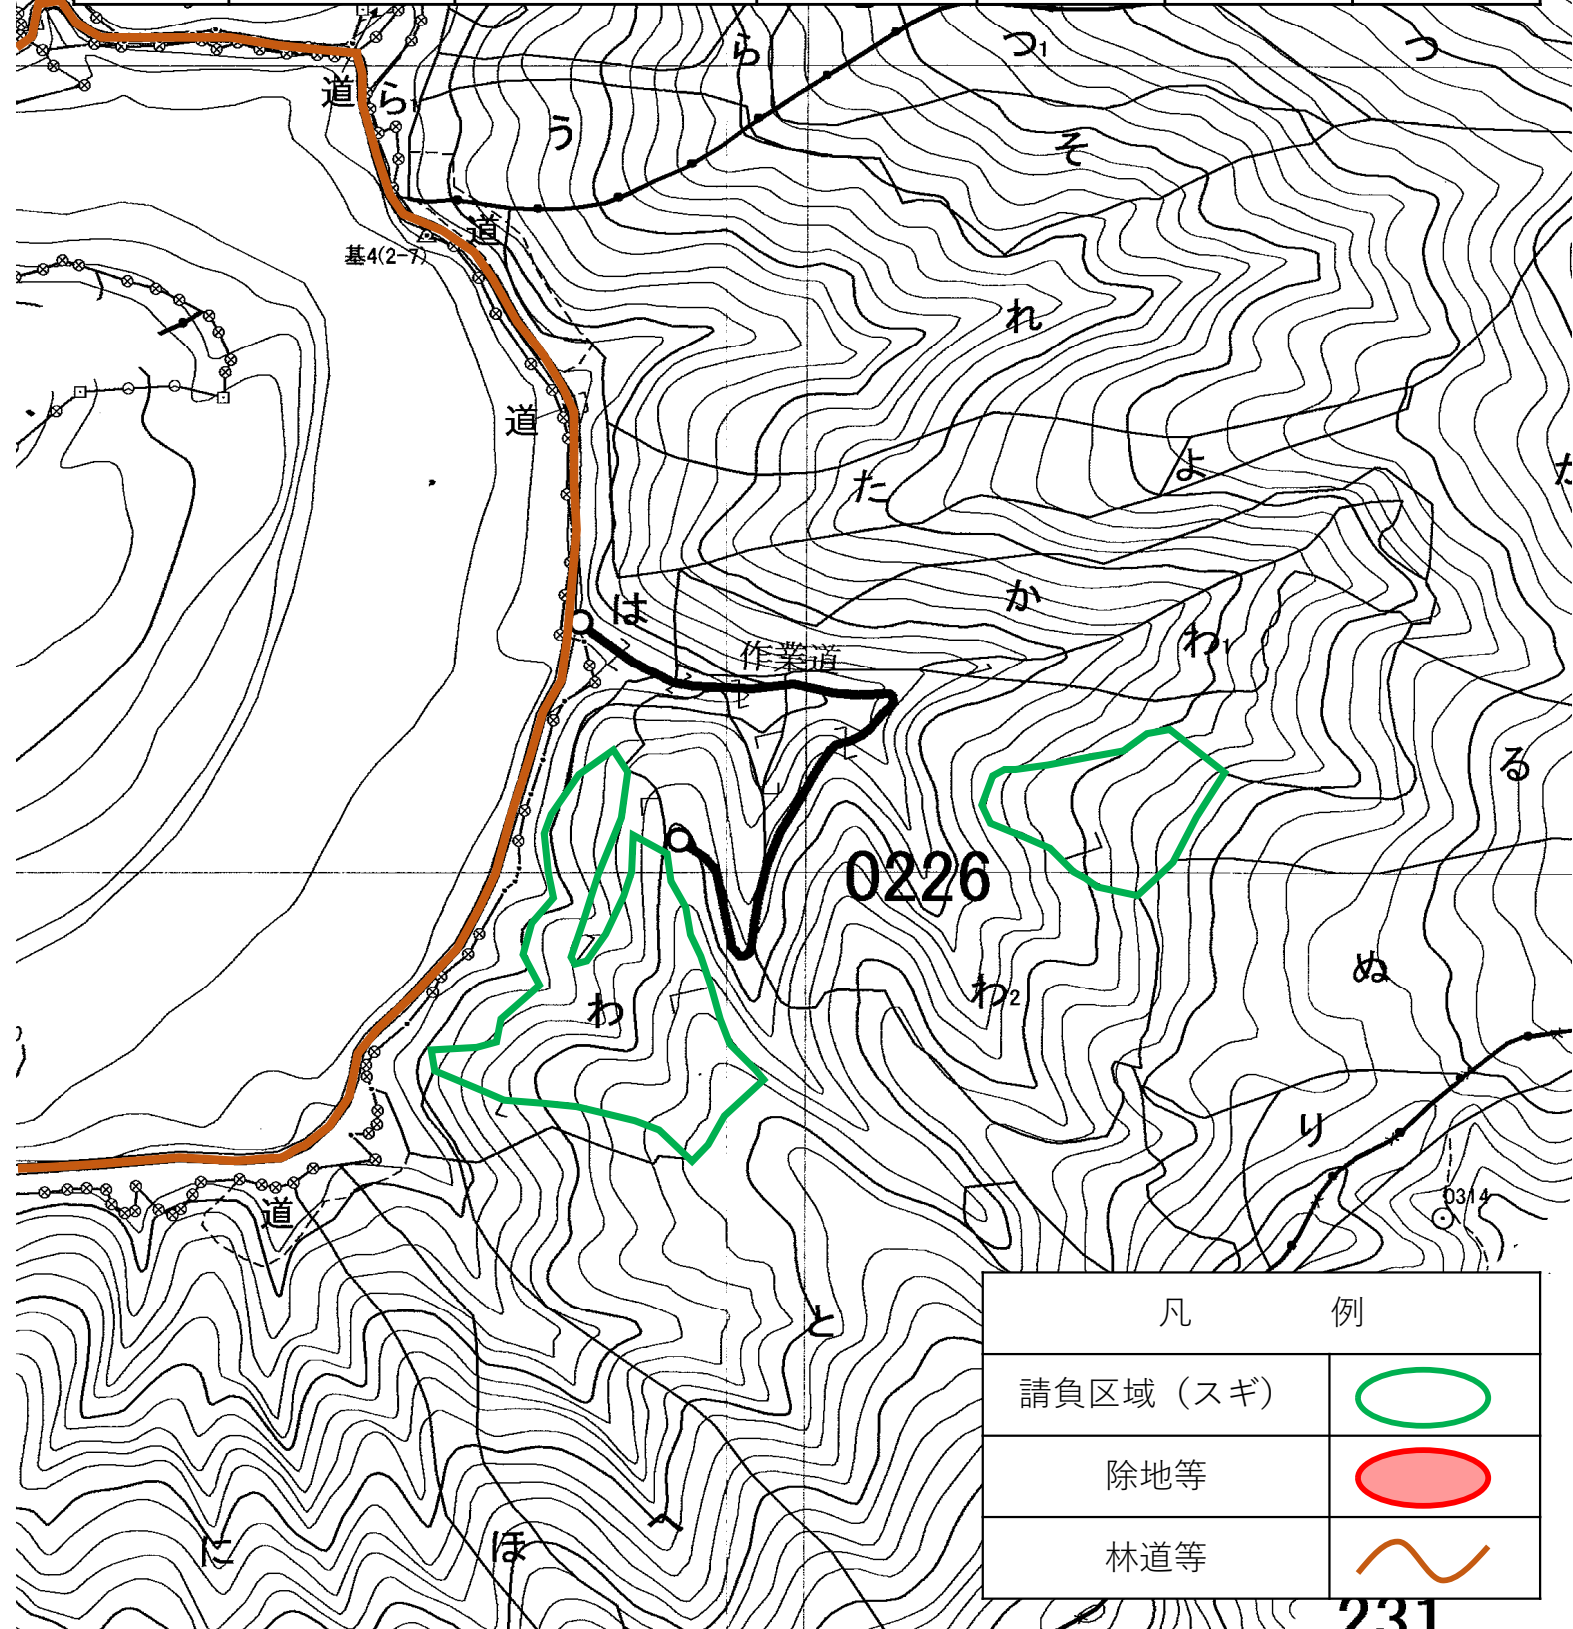 ら
つ1
つ
道
ら1
う
そ
道
基4(2-7)
れ
道
た
よ
か
は
わ1
作業道
る
0226
ぬ
わ2
わ
り
0314
道
と
凡 例
請負区域（スギ）
除地等
林道等
へ
に
ほ
231